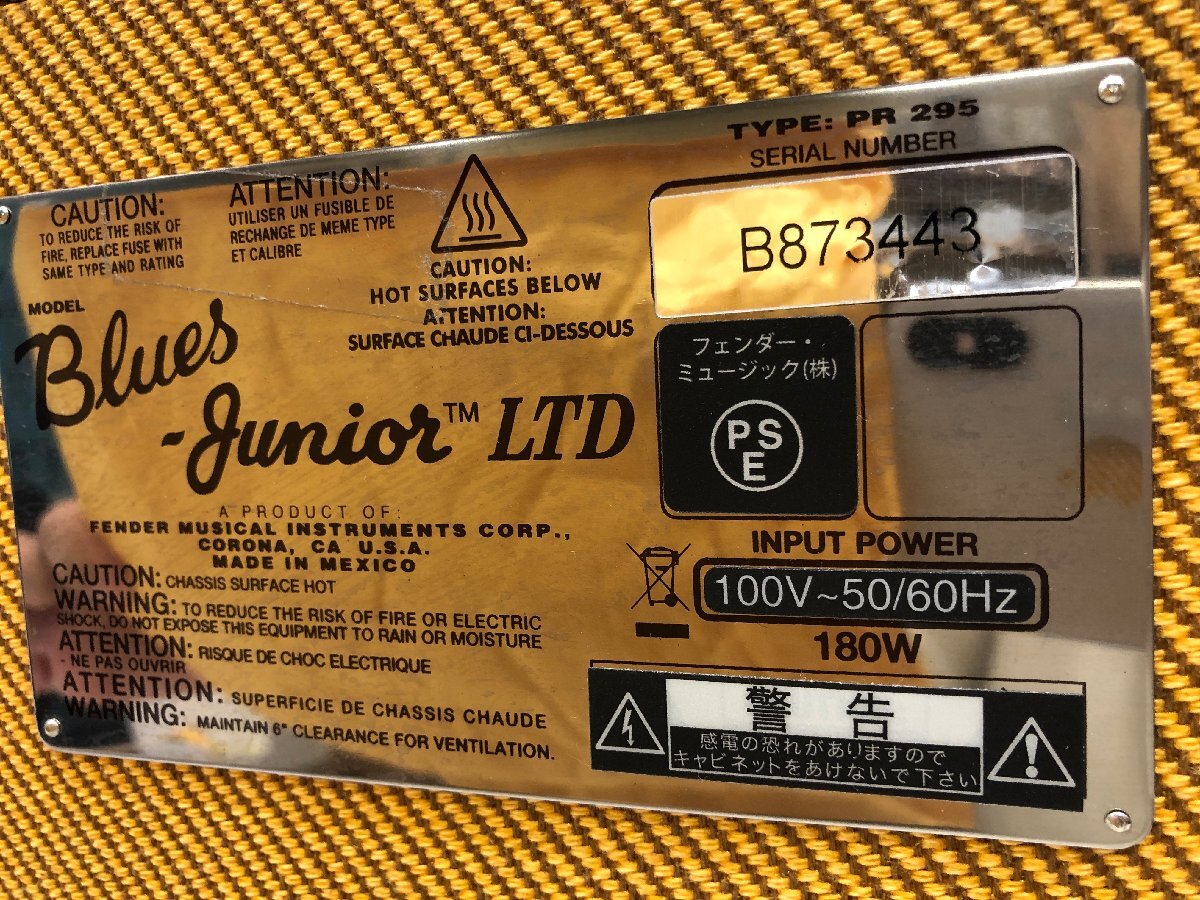 TYPE: PR 295
SERIAL NUMBER
B873443
CAUTION:
TO REDUCE THE RISK OF
FIRE, REPLACE FUSE WITH
SAME TYPE AND RATING
ATTENTION:
UTILISER UN FUSIBLE DE
RECHANGE DE MEME TYPE
ET CALIBRE
CAUTION:
HOT SURFACES BELOW
ATTENTION:
SURFACE CHAUDE CI-DESSOUS
MODEL
Blues
Junior™ LTD
A PRODUCT OF:
FENDER MUSICAL INSTRUMENTS CORP.,
CORONA, CA U.S.A.
MADE IN MEXICO
フェンダー・
ミュージック(株)
PS
E
INPUT POWER
100V~50/60Hz
180W
CAUTION: CHASSIS SURFACE HOT
WARNING: TO REDUCE THE RISK OF FIRE OR ELECTRIC
SHOCK, DO NOT EXPOSE THIS EQUIPMENT TO RAIN OR MOISTURE
ATTENTION: RISQUE DE CHOC ELECTRIQUE
- NE PAS OUVRIR
ATTENTION: SUPERFICIE DE CHASSIS CHAUDE
WARNING: MAINTAIN 6" CLEARANCE FOR VENTILATION.
警告
感電の恐れがありますので
キャビネットをあけないで下さい